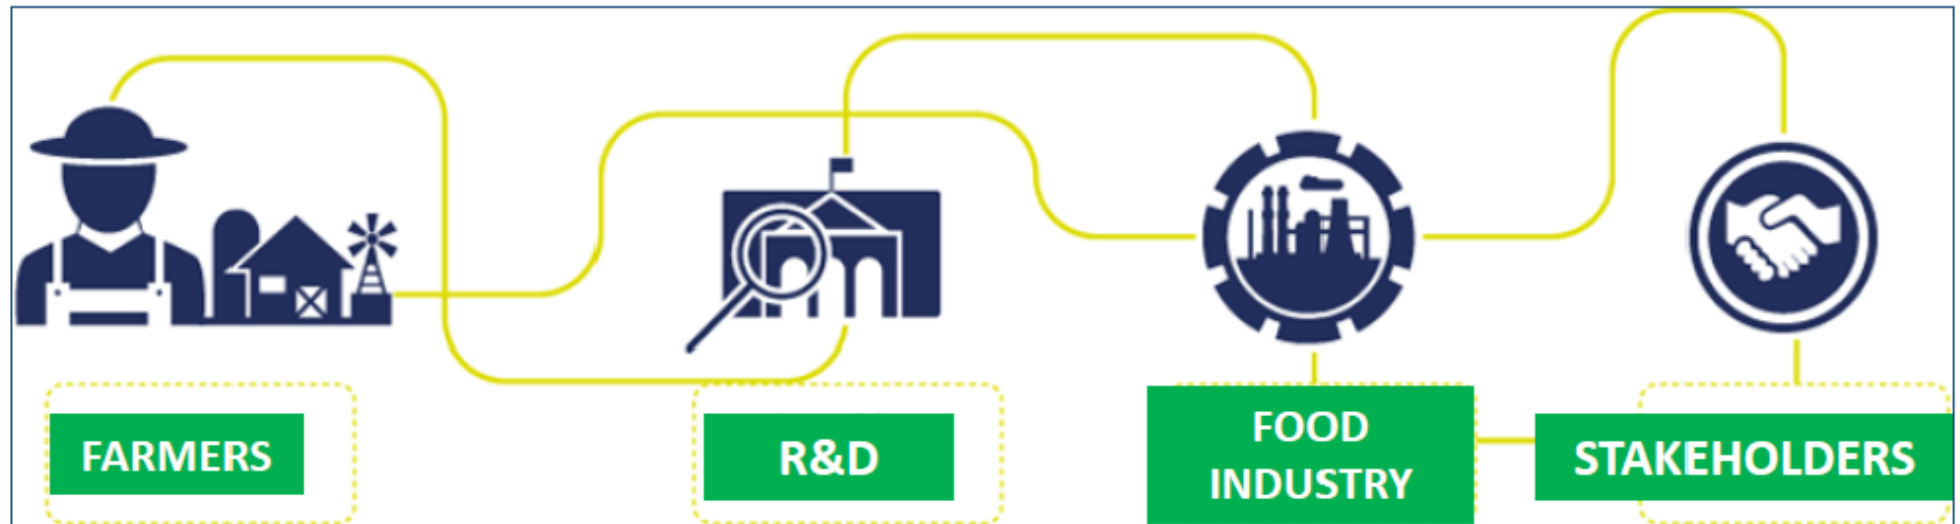 FARMERS
R&D
FOOD
INDUSTRY
STAKEHOLDERS